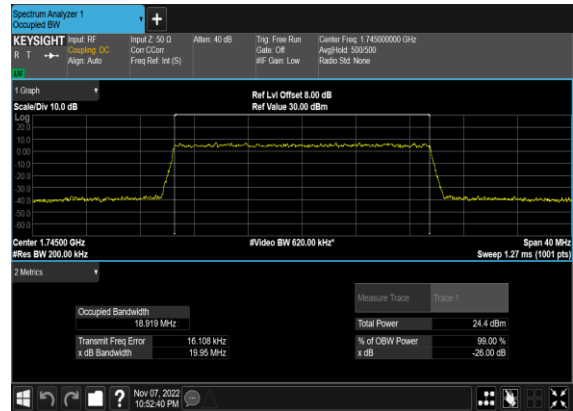 Spectrum Analyzer 1
Occupied BW
+
KEYSIGHT Input: RF Input Z: 50 Ω Atten: 40 dB Trig: Free Run Center Freq: 1.745000000 GHz
R T Coupling: DC Corr CCorr Gate: Off Avg|Hold: 500/500
Align: Auto Freq Ref: Int (S) #IF Gain: Low Radio Std: None
LXI
1 Graph
Ref Lvl Offset 8.00 dB
Scale/Div 10.0 dB Ref Value 30.00 dBm
Log
20.0
10.0
0.00
-10.0
-20.0
-30.0
-40.0
-50.0
-60.0
Center 1.74500 GHz #Video BW 620.00 kHz* Span 40 MHz
#Res BW 200.00 kHz Sweep 1.27 ms (1001 pts)
2 Metrics
Measure Trace Trace 1
Occupied Bandwidth
18.919 MHz Total Power 24.4 dBm
Transmit Freq Error 16.108 kHz % of OBW Power 99.00 %
x dB Bandwidth 19.95 MHz x dB -26.00 dB
? Nov 07, 2022
10:52:40 PM